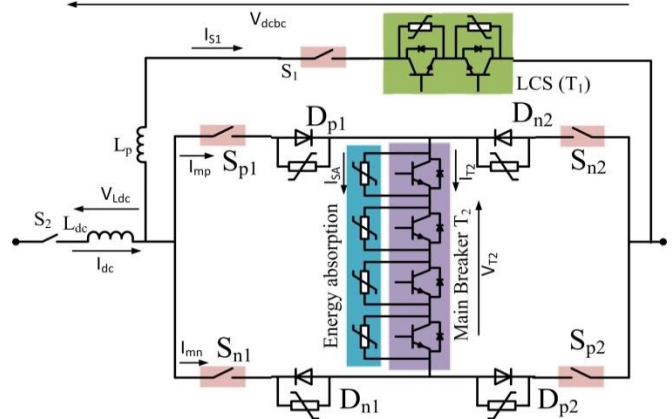 V_dcbc
I_S1
S_1
LCS (T_1)
D_p1
D_n2
L_p
I_mp
S_p1
S_n2
I_SA
I_T2
V_Ldc
S_2
L_dc
I_dc
Energy absorption
Main Breaker T_2
V_T2
I_mn
S_n1
S_p2
D_n1
D_p2